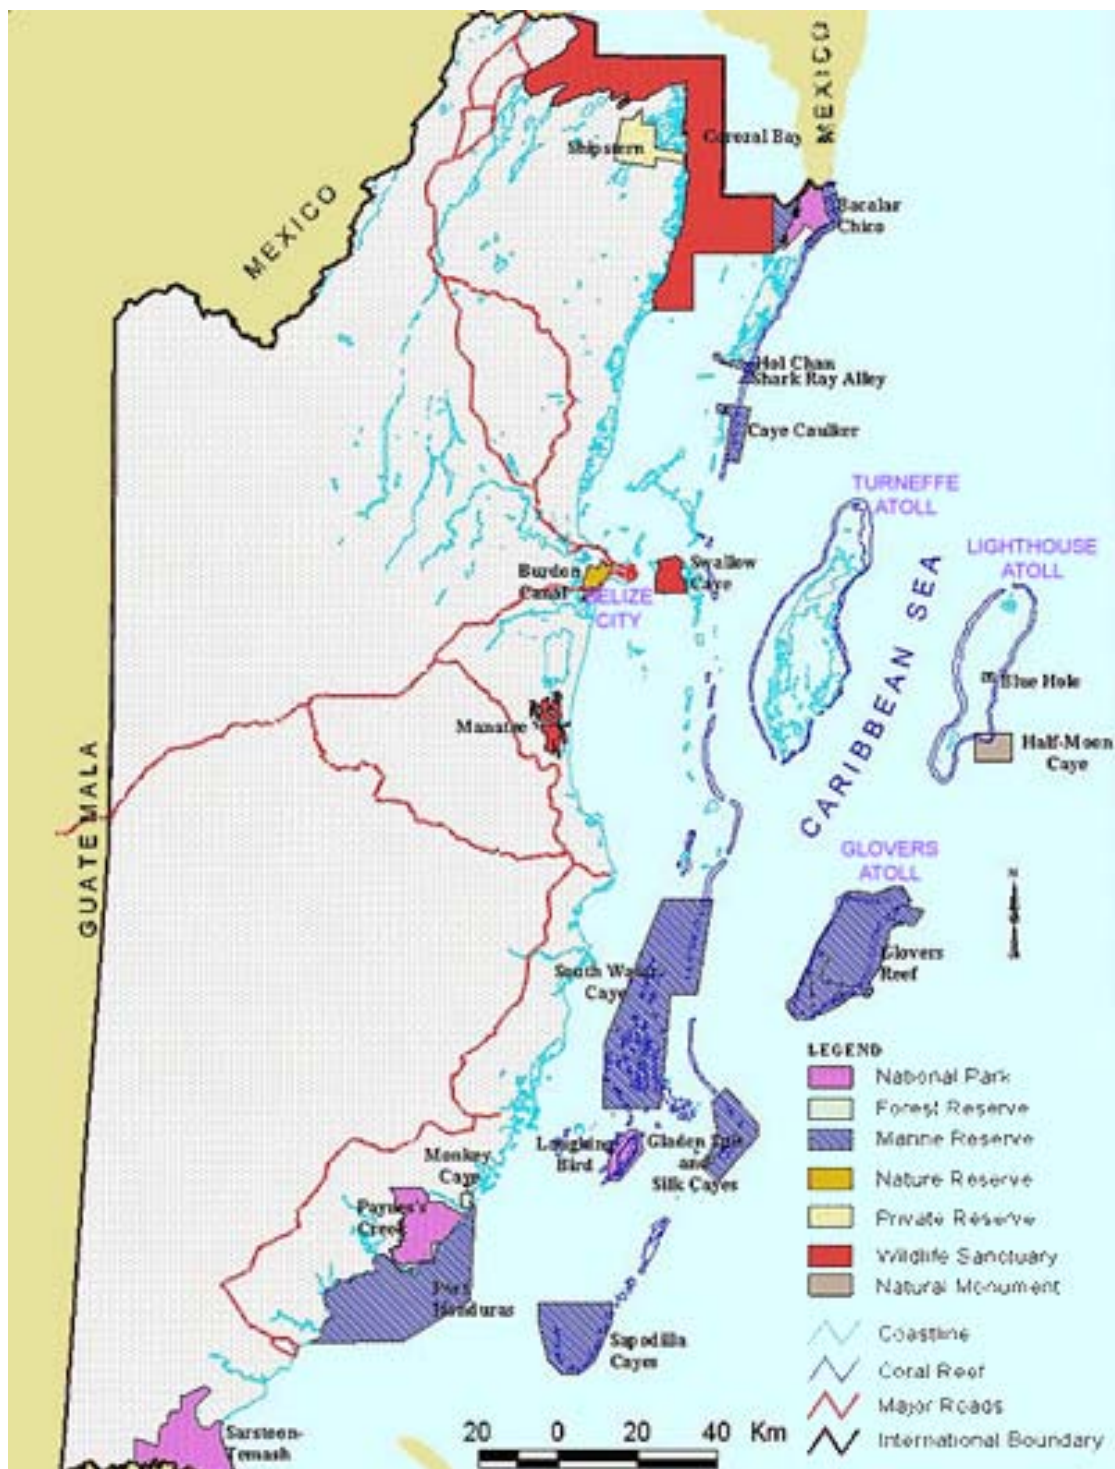 MEXICO
MEXICO
Corozal Bay
Shipstern
Bacalar
Chico
Hol Chan
Shark Ray Alley
Caye Caulker
TURNEFFE
ATOLL
LIGHTHOUSE
ATOLL
Swallow
Caye
Burdon
Canal
BELIZE
CITY
CARIBBEAN SEA
Blue Hole
Manatee
Half-Moon
Caye
GUATEMALA
GLOVERS
ATOLL
N
Glovers
Reef
South Water
Caye
LEGEND
National Park
Forest Reserve
Marine Reserve
Nature Reserve
Private Reserve
Wildlife Sanctuary
Natural Monument
Coastline
Coral Reef
Major Roads
International Boundary
Laughing
Bird
Gladen Spit
and
Silk Cayes
Monkey
Caye
Paynes's
Creek
Port
Honduras
Sapodilla
Cayes
Sarstoon-
Temash
20 0 20 40 Km